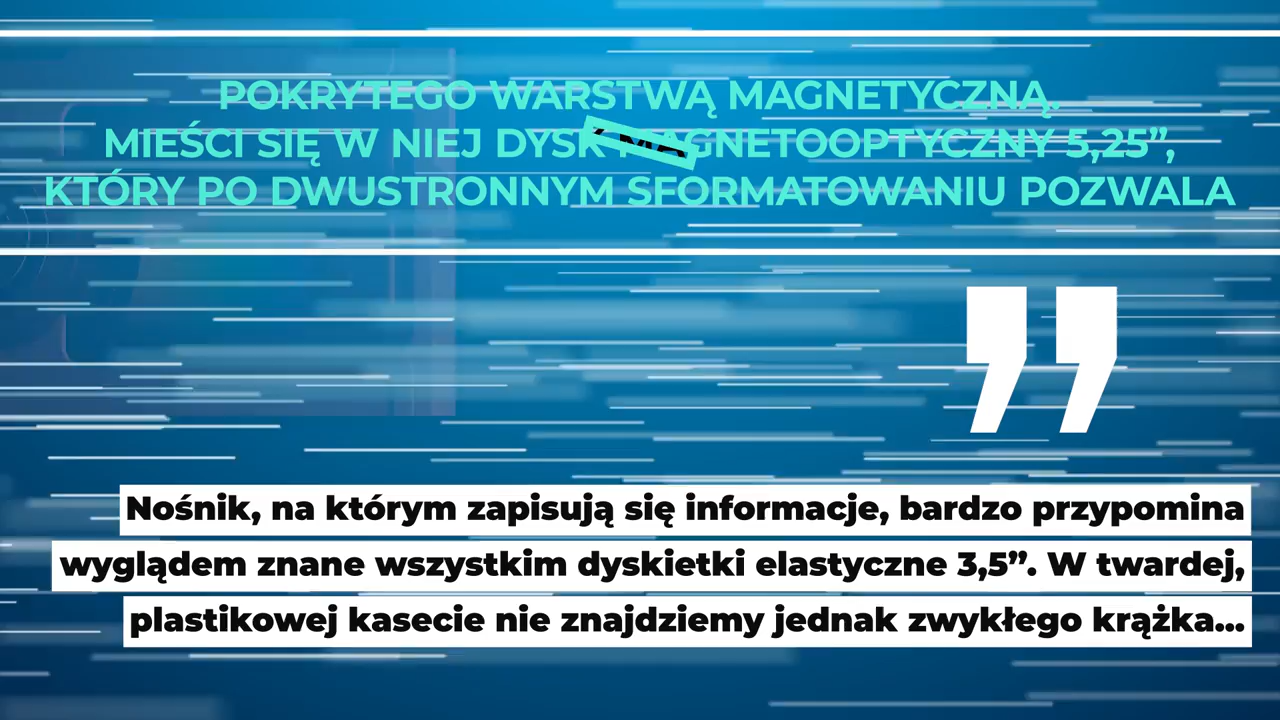 POKRYTEGO WARSTWĄ MAGNETYCZNĄ.
MIEŚCI SIĘ W NIEJ DYSK MAGNETOOPTYCZNY 5,25”,
KTÓRY PO DWUSTRONNYM SFORMATOWANIU POZWALA
”
Nośnik, na którym zapisują się informacje, bardzo przypomina
wyglądem znane wszystkim dyskietki elastyczne 3,5”. W twardej,
plastikowej kasecie nie znajdziemy jednak zwykłego krążka...